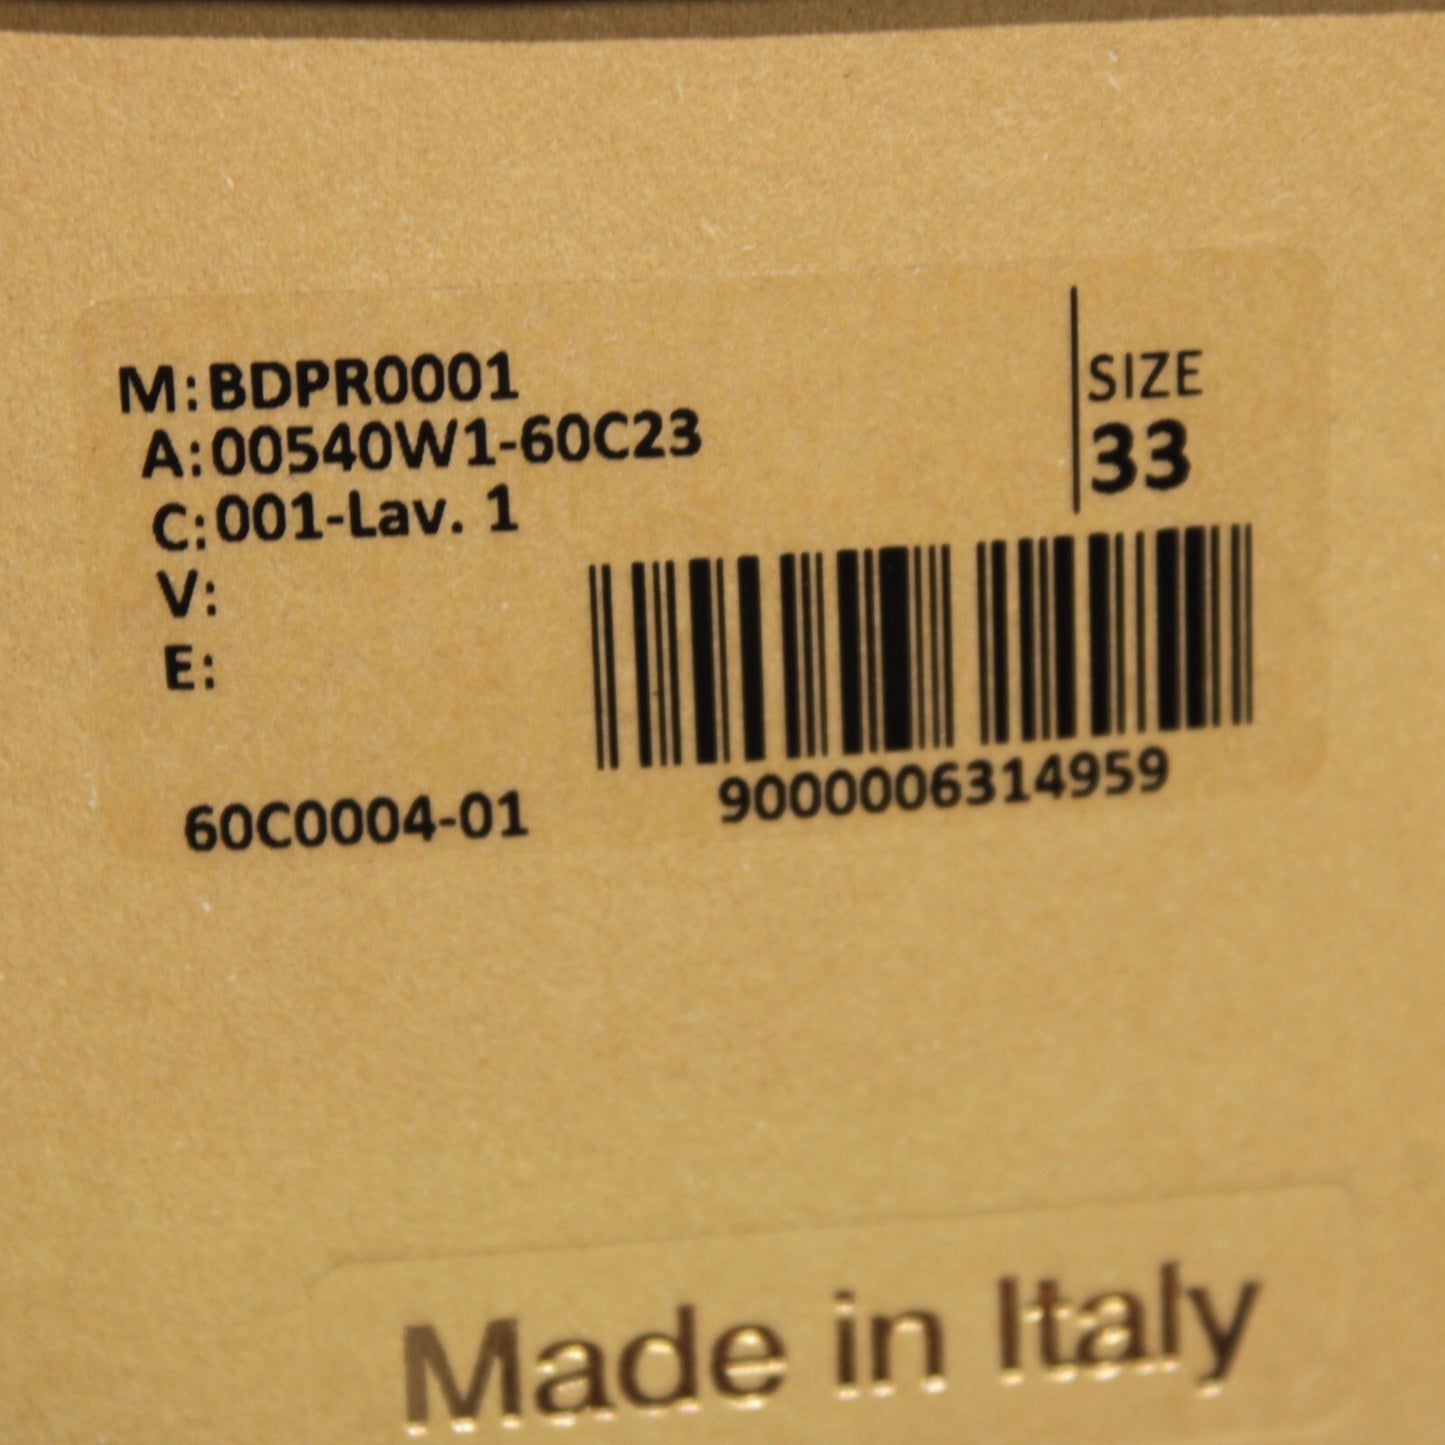 M:BDPR0001
A:00540W1-60C23
C:001-Lav. 1
V:
E:
SIZE
33
60C0004-01
9000006314959
Made in Italy